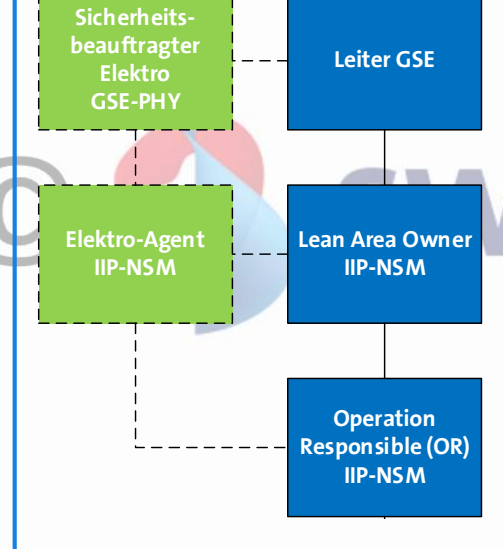 Sicherheits-
beauftragter
Elektro
GSE-PHY
Leiter GSE
Elektro-Agent
IIP-NSM
Lean Area Owner
IIP-NSM
Operation
Responsible (OR)
IIP-NSM
©
sw